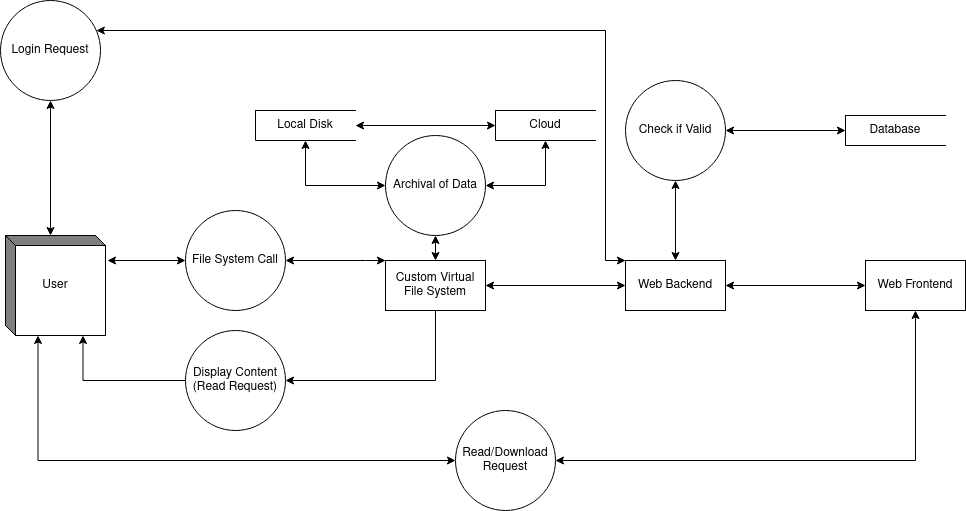 Login Request
Local Disk
Cloud
Check if Valid
Database
Archival of Data
File System Call
User
Custom Virtual
File System
Web Backend
Web Frontend
Display Content
(Read Request)
Read/Download
Request